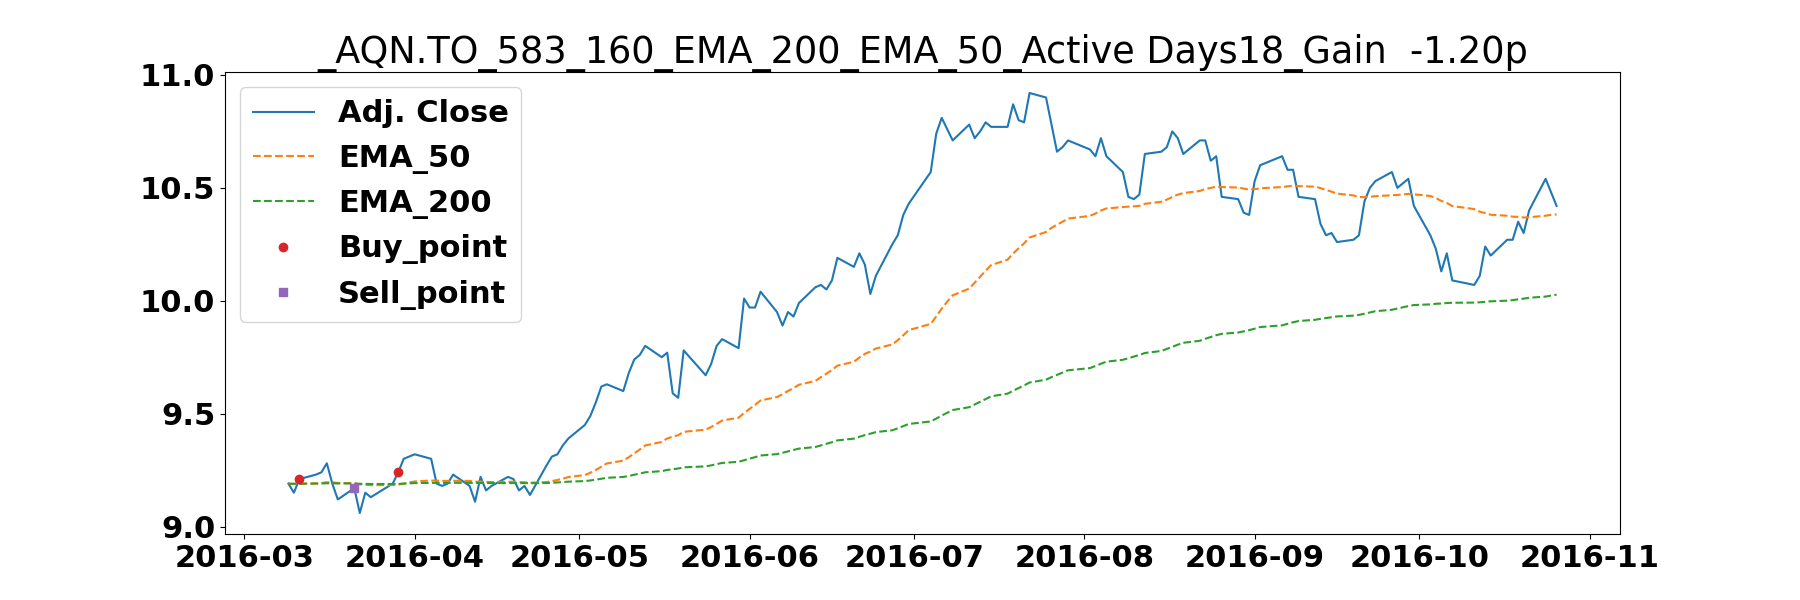 _AQN.TO_583_160_EMA_200_EMA_50_Active Days18_Gain  -1.20p
11.0
10.5
10.0
9.5
9.0
Adj. Close
EMA_50
EMA_200
Buy_point
Sell_point
2016-03 2016-04 2016-05 2016-06 2016-07 2016-08 2016-09 2016-10 2016-11